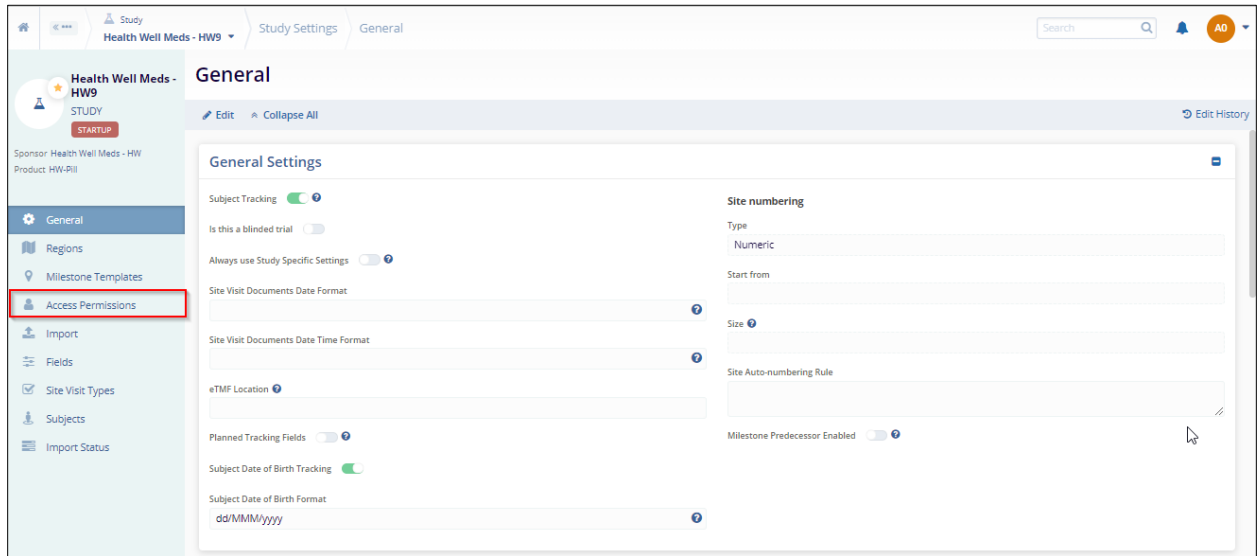 Study
Health Well Meds - HW9
Study Settings
General
Search
A0
Health Well Meds -
HW9
STUDY
STARTUP
Sponsor Health Well Meds - HW
Product HW-Pill
General
Regions
Milestone Templates
Access Permissions
Import
Fields
Site Visit Types
Subjects
Import Status
General
Edit
Collapse All
Edit History
General Settings
Subject Tracking
Is this a blinded trial
Always use Study Specific Settings
Site Visit Documents Date Format
Site Visit Documents Date Time Format
eTMF Location
Planned Tracking Fields
Subject Date of Birth Tracking
Subject Date of Birth Format
dd/MMM/yyyy
Site numbering
Type
Numeric
Start from
Size
Site Auto-numbering Rule
Milestone Predecessor Enabled